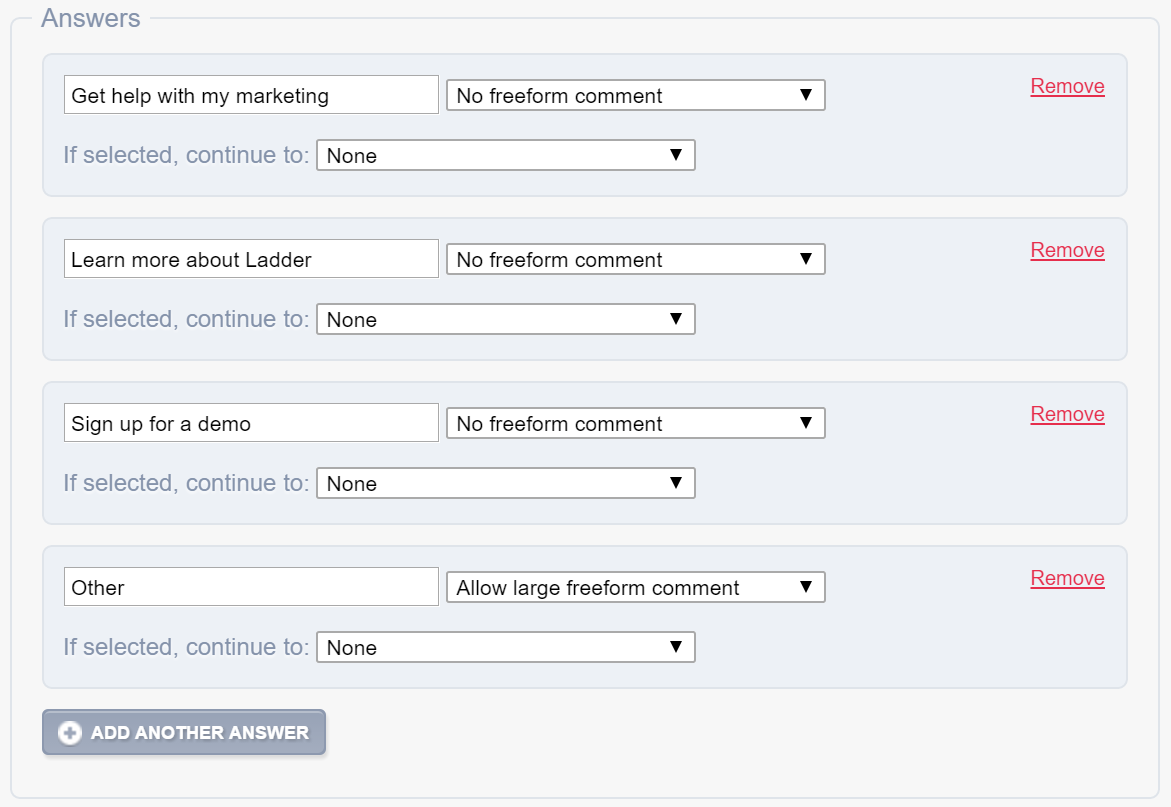 Answers
Get help with my marketing No freeform comment Remove
If selected, continue to: None
Learn more about Ladder No freeform comment Remove
If selected, continue to: None
Sign up for a demo No freeform comment Remove
If selected, continue to: None
Other Allow large freeform comment Remove
If selected, continue to: None
ADD ANOTHER ANSWER